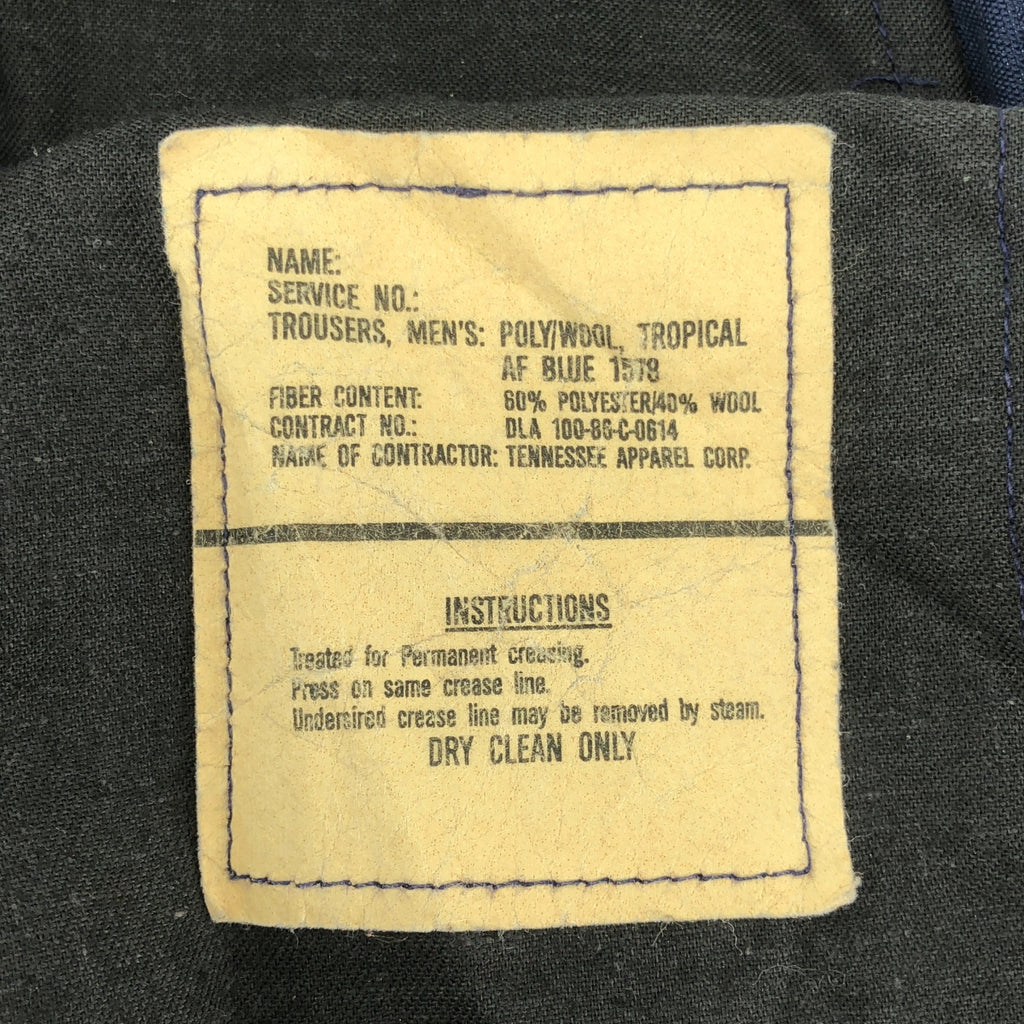 NAME:
SERVICE NO.:
TROUSERS, MEN'S: POLY/WOOL, TROPICAL
AF BLUE 1578
FIBER CONTENT: 60% POLYESTER/40% WOOL
CONTRACT NO.: DLA 100-86-C-0614
NAME OF CONTRACTOR: TENNESSEE APPAREL CORP.
INSTRUCTIONS
Treated for Permanent creasing.
Press on same crease line.
Undersired crease line may be removed by steam.
DRY CLEAN ONLY